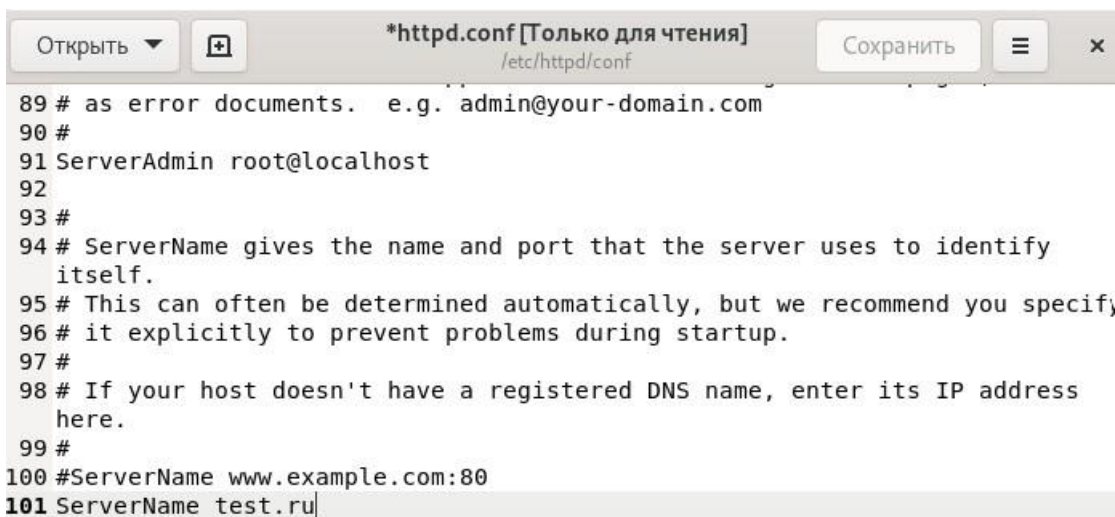 Открыть
*httpd.conf [Только для чтения]
/etc/httpd/conf
Сохранить
89 # as error documents.  e.g. admin@your-domain.com
90 #
91 ServerAdmin root@localhost
92
93 #
94 # ServerName gives the name and port that the server uses to identify
itself.
95 # This can often be determined automatically, but we recommend you specify
96 # it explicitly to prevent problems during startup.
97 #
98 # If your host doesn't have a registered DNS name, enter its IP address
here.
99 #
100 #ServerName www.example.com:80
101 ServerName test.ru